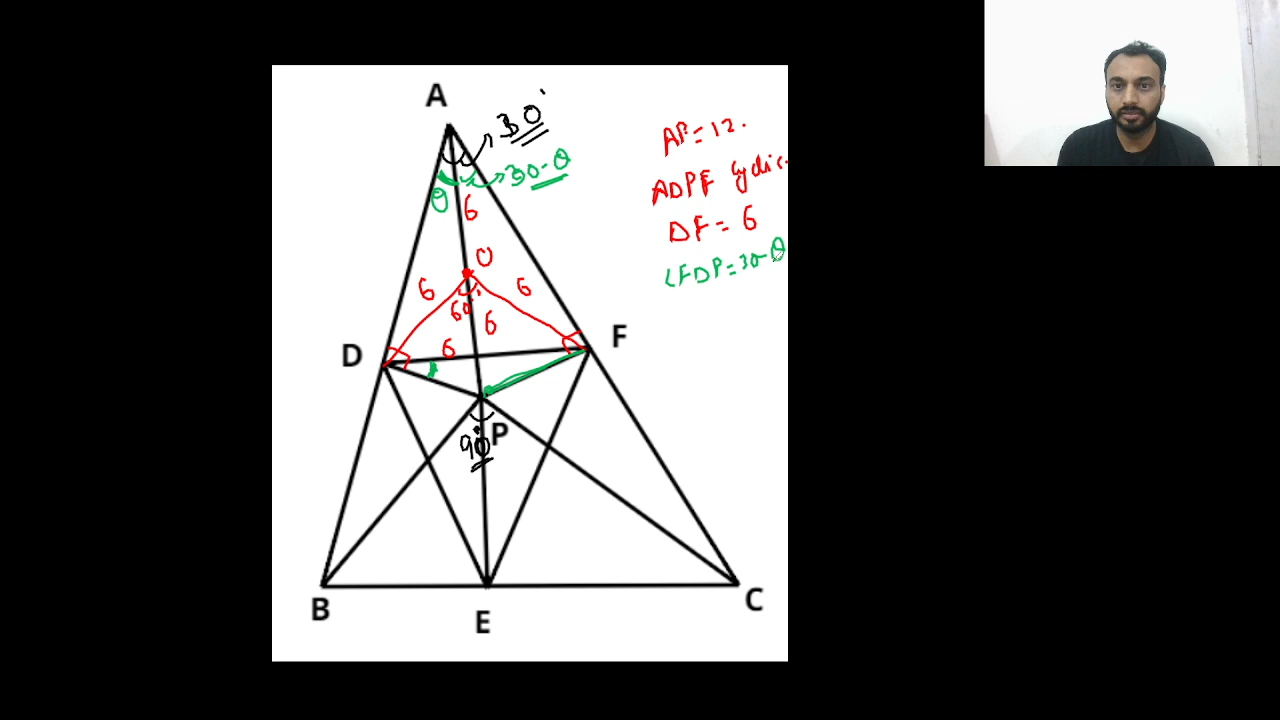 A
30°
AP = 12.
θ
30-θ
ADPF cyclic
6
DF = 6
O
∠FDP = 30-θ
6
6
60°
6
6
D
F
P
90°
B
E
C